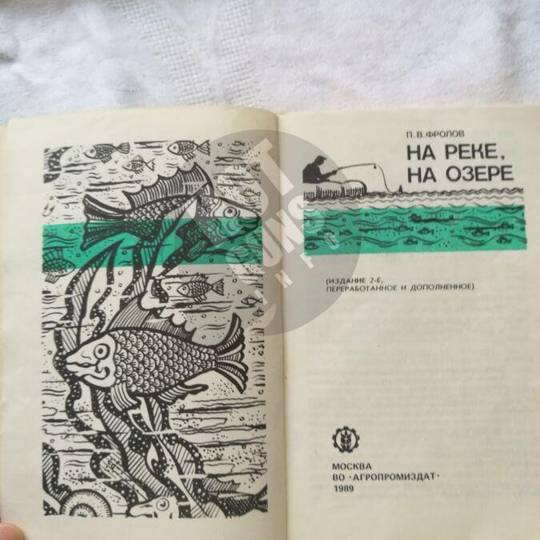 П. В. ФРОЛОВ
НА РЕКЕ,
НА ОЗЕРЕ
(ИЗДАНИЕ 2-Е,
ПЕРЕРАБОТАННОЕ И ДОПОЛНЕННОЕ)
МОСКВА
ВО «АГРОПРОМИЗДАТ»
1989